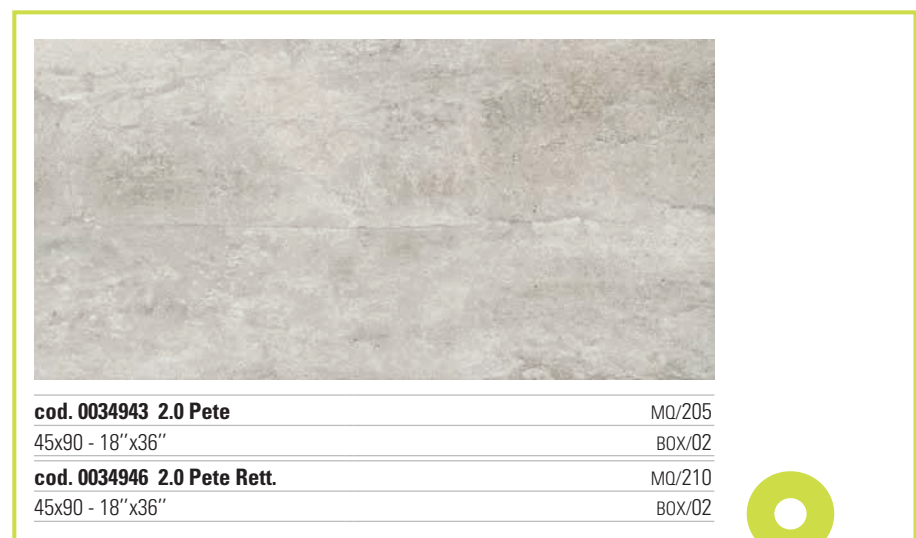 cod. 0034943 2.0 Pete MQ/205
45x90 - 18’’x36’’ BOX/02
cod. 0034946 2.0 Pete Rett. MQ/210
45x90 - 18’’x36’’ BOX/02